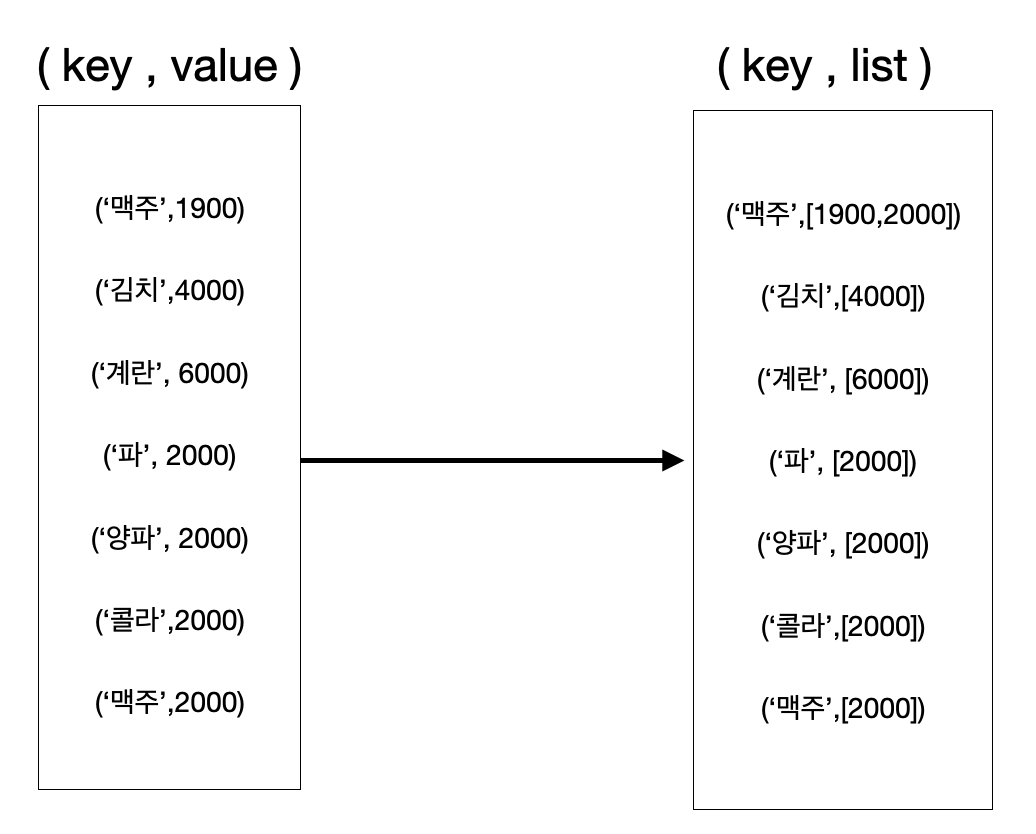 ( key , value )
(‘맥주’,1900)
(‘김치’,4000)
(‘계란’, 6000)
(‘파’, 2000)
(‘양파’, 2000)
(‘콜라’,2000)
(‘맥주’,2000)
( key , list )
(‘맥주’,[1900,2000])
(‘김치’,[4000])
(‘계란’, [6000])
(‘파’, [2000])
(‘양파’, [2000])
(‘콜라’,[2000])
(‘맥주’,[2000])